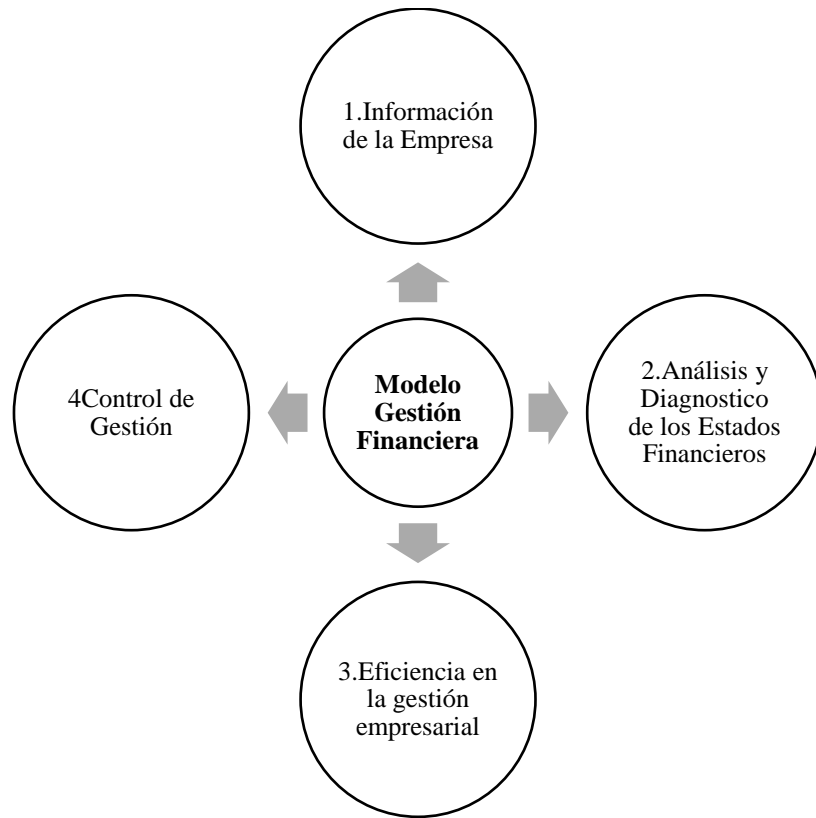 1.Información
de la Empresa
4Control de
Gestión
Modelo
Gestión
Financiera
2.Análisis y
Diagnostico
de los Estados
Financieros
3.Eficiencia en
la gestión
empresarial